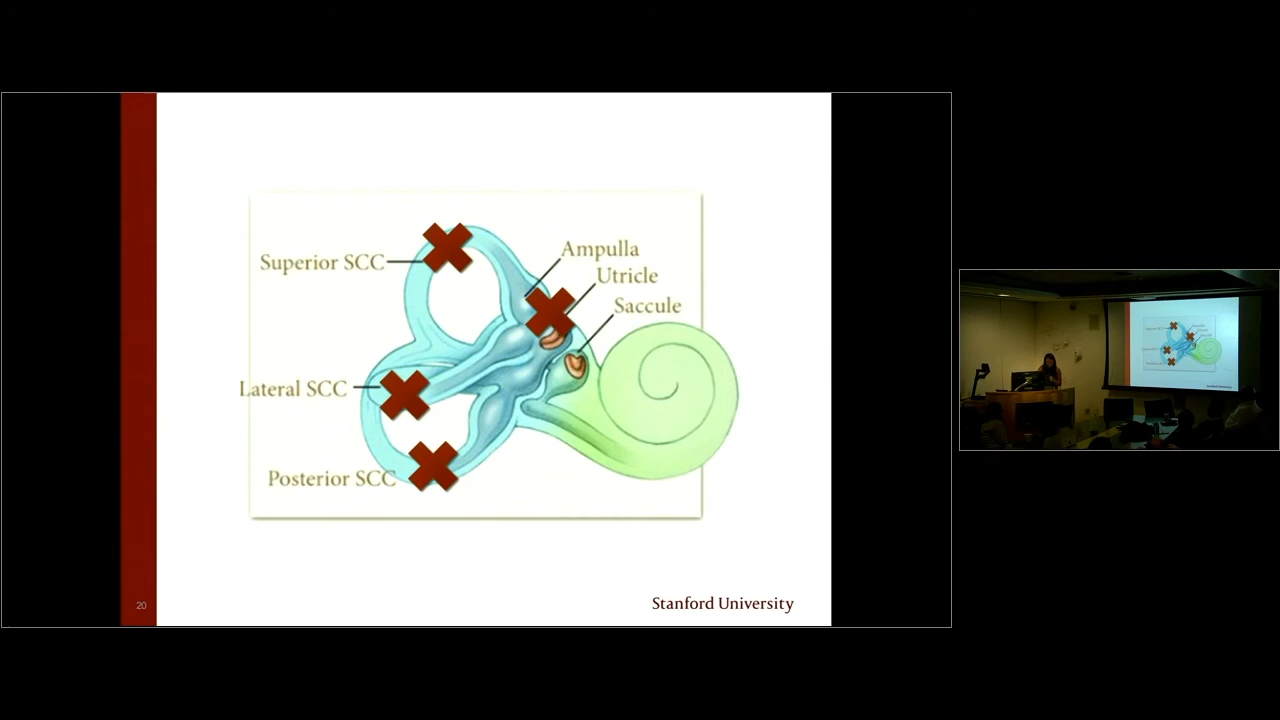 Superior SCC
Ampulla
Utricle
Saccule
Lateral SCC
Posterior SCC
20
Stanford University